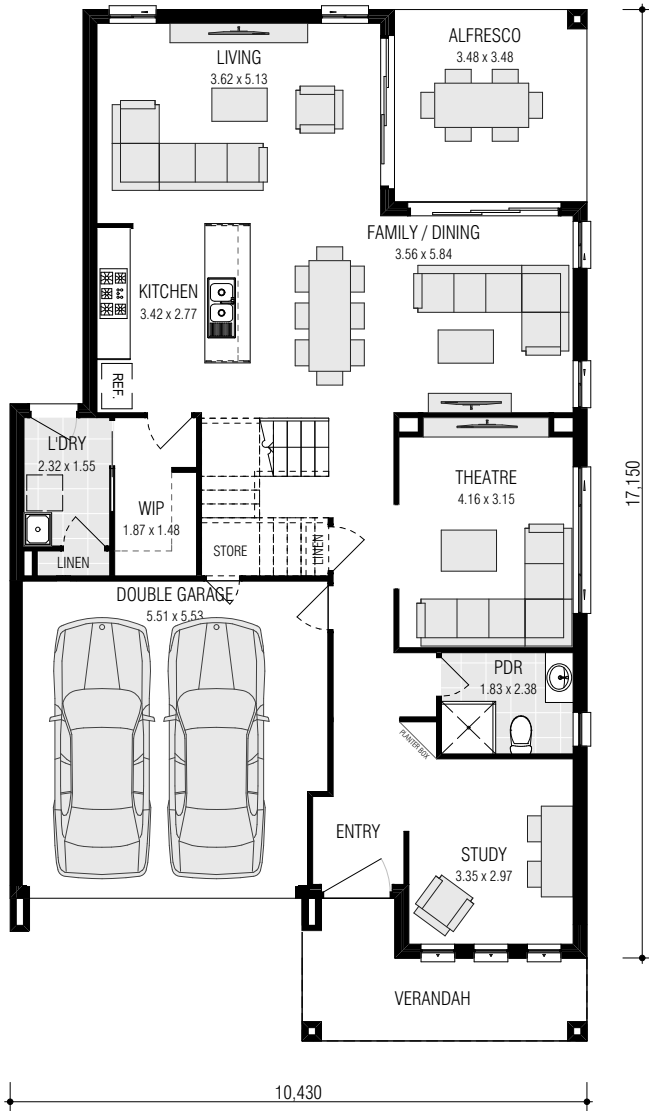 LIVING
3.62 x 5.13
ALFRESCO
3.48 x 3.48
FAMILY / DINING
3.56 x 5.84
KITCHEN
3.42 x 2.77
REF.
L'DRY
2.32 x 1.55
WIP
1.87 x 1.48
THEATRE
4.16 x 3.15
17,150
STORE
LINEN
LINEN
DOUBLE GARAGE
5.51 x 5.53
PDR
1.83 x 2.38
PLANTER BOX
ENTRY
STUDY
3.35 x 2.97
VERANDAH
10,430